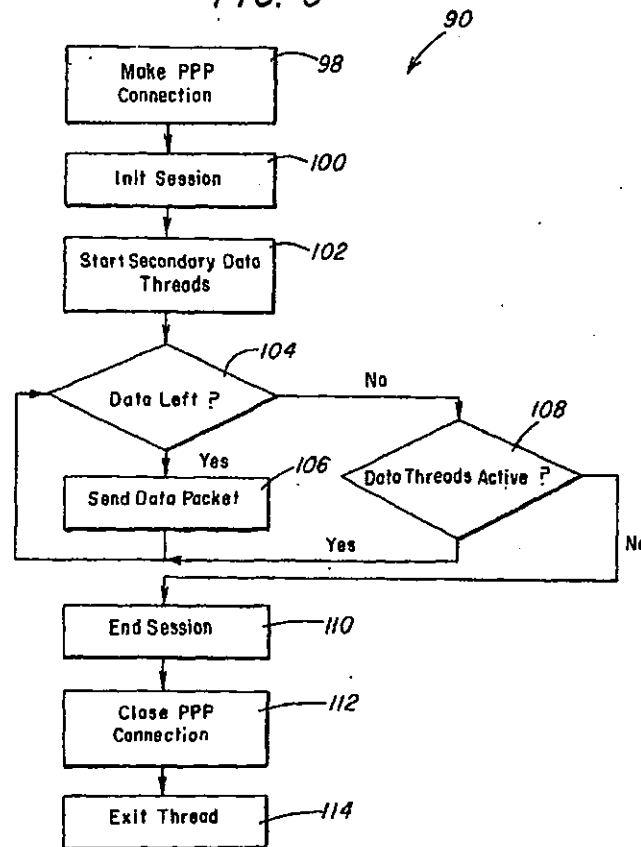 90
Make PPP
Connection
98
Init Session
100
Start Secondary Data
Threads
102
Data Left ?
104
No
Yes
Send Data Packet
106
Data Threads Active ?
108
Yes
No
End Session
110
Close PPP
Connection
112
Exit Thread
114